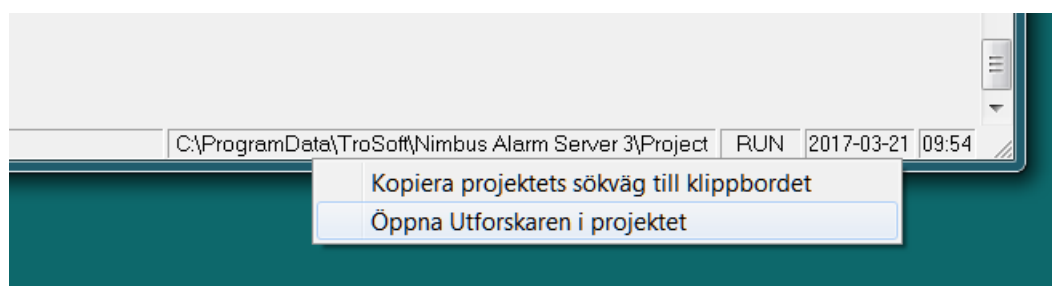 C:\ProgramData\TroSoft\Nimbus Alarm Server 3\Project RUN 2017-03-21 09:54
Kopiera projektets sökväg till klippbordet
Öppna Utforskaren i projektet